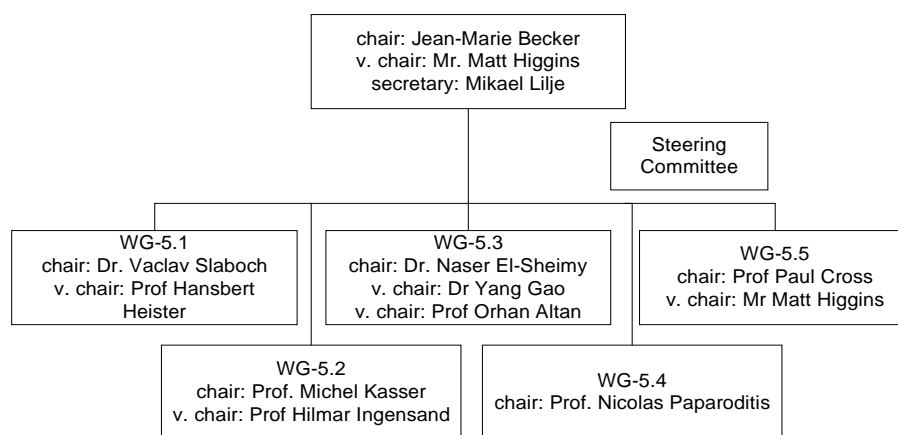 chair: Jean-Marie Becker
v. chair: Mr. Matt Higgins
secretary: Mikael Lilje
Steering
Committee
WG-5.1
chair: Dr. Vaclav Slaboch
v. chair: Prof Hansbert
Heister
WG-5.3
chair: Dr. Naser El-Sheimy
v. chair: Dr Yang Gao
v. chair: Prof Orhan Altan
WG-5.5
chair: Prof Paul Cross
v. chair: Mr Matt Higgins
WG-5.2
chair: Prof. Michel Kasser
v. chair: Prof Hilmar Ingensand
WG-5.4
chair: Prof. Nicolas Paparoditis